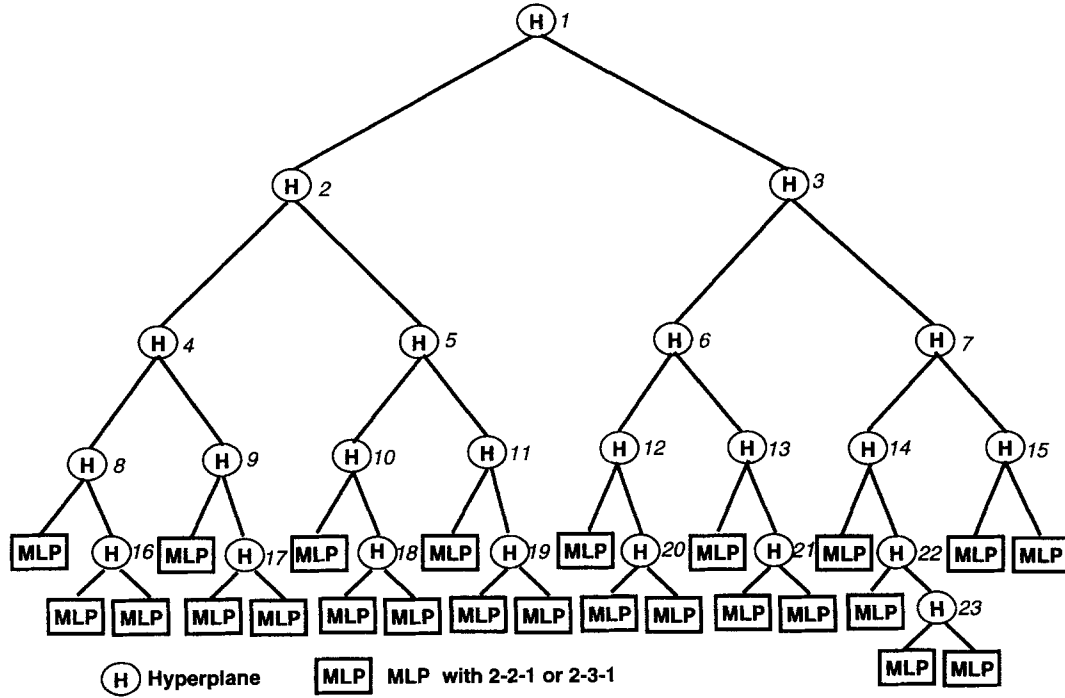 H 1
H 2 H 3
H 4 H 5 H 6 H 7
H 8 H 9 H 10 H 11 H 12 H 13 H 14 H 15
MLP H 16 MLP H 17 MLP H 18 MLP H 19 MLP H 20 MLP H 21 MLP H 22 MLP MLP
MLP MLP MLP MLP MLP MLP MLP MLP MLP MLP MLP MLP MLP H 23
MLP MLP
H Hyperplane MLP MLP with 2-2-1 or 2-3-1